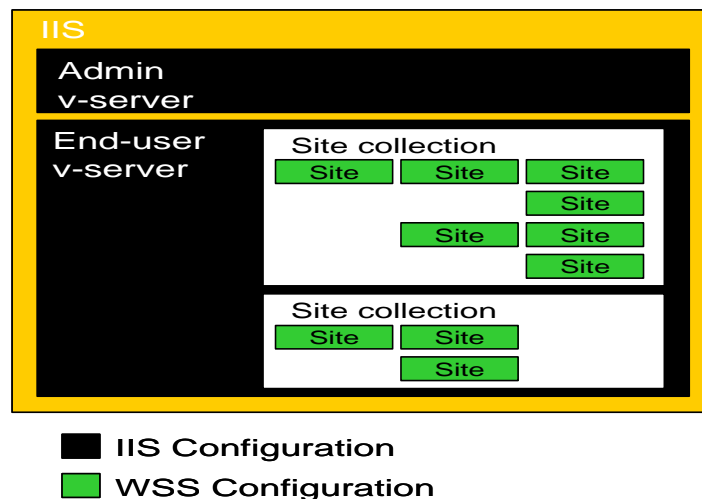 IIS
Admin
v-server
End-user
v-server
Site collection
Site Site Site
Site
Site Site
Site
Site collection
Site Site
Site
IIS Configuration
WSS Configuration